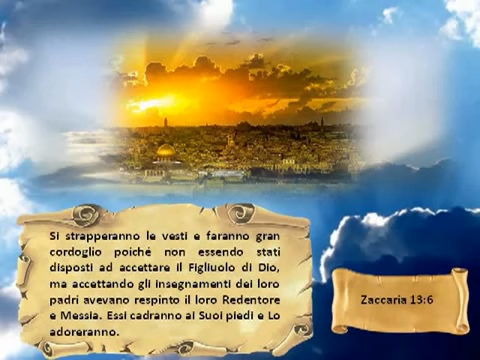 Si strapperanno le vesti e faranno gran
cordoglio poiché non essendo stati
disposti ad accettare il Figliuolo di Dio,
ma accettando gli insegnamenti dei loro
padri avevano respinto il loro Redentore
e Messia. Essi cadranno ai Suoi piedi e Lo
adoreranno.
Zaccaria 13:6